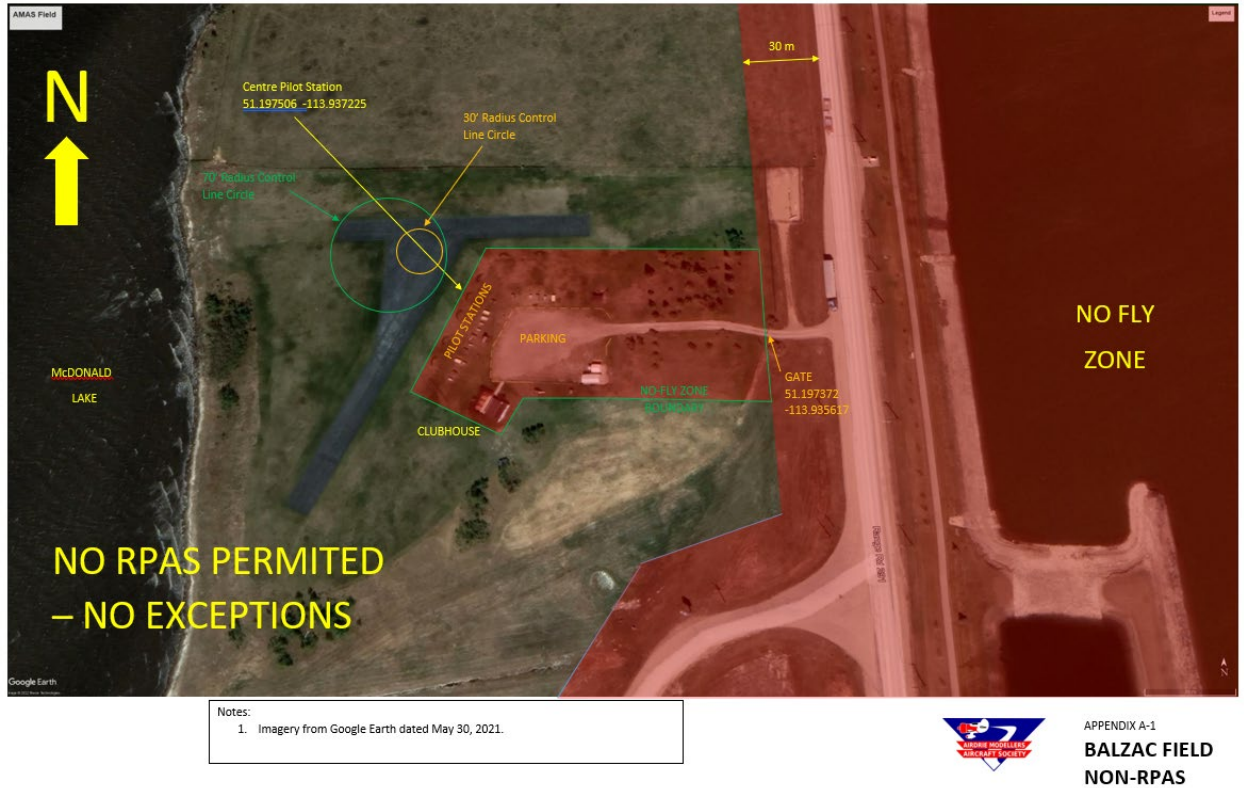 AMAS Field
Legend
N
30 m
Centre Pilot Station
51.197506 -113.937225
30' Radius Control
Line Circle
70' Radius Control
Line Circle
PILOT STATIONS
PARKING
NO FLY
ZONE
McDONALD
LAKE
GATE
51.197372
-113.935617
NO-FLY ZONE
BOUNDARY
CLUBHOUSE
NO RPAS PERMITED
– NO EXCEPTIONS
Google Earth
N
Notes:
1. Imagery from Google Earth dated May 30, 2021.
AIRDRIE MODELLERS
AIRCRAFT SOCIETY
APPENDIX A-1
BALZAC FIELD
NON-RPAS